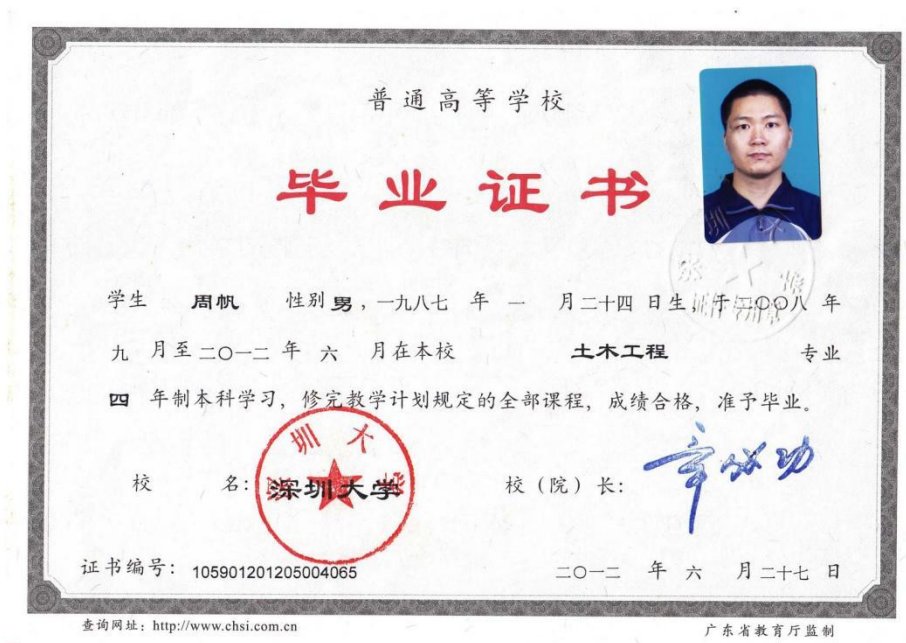 普通高等学校
毕业证书
学生 周帆 性别 男，一九八七 年 一 月二十四 日生，于二〇〇八 年
九 月至二〇一二 年 六 月在本校 土木工程 专业
四 年制本科学习，修完教学计划规定的全部课程，成绩合格，准予毕业。
校 名：深圳大学
校（院）长：
证书编号：105901201205004065
二〇一二 年 六 月二十七 日
查询网址：http://www.chsi.com.cn
广东省教育厅监制